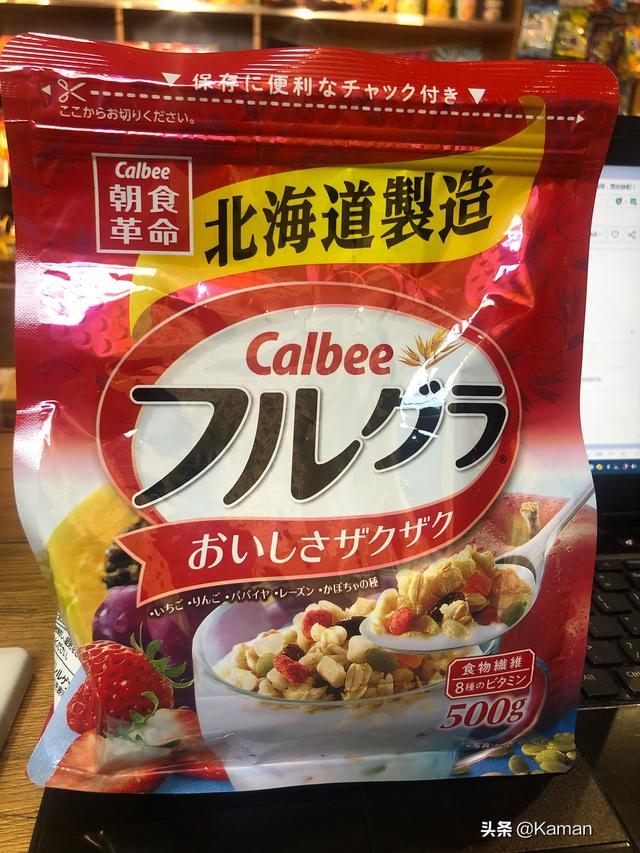 保存に便利なチャック付き
ここからお切りください。
Calbee
朝食
革命
北海道製造
Calbee
フルグラ
®
おいしさザクザク
・いちご・りんご・パパイヤ・レーズン・かぼちゃの種
食物繊維
8種のビタミン
500g
頭条 @Kaman